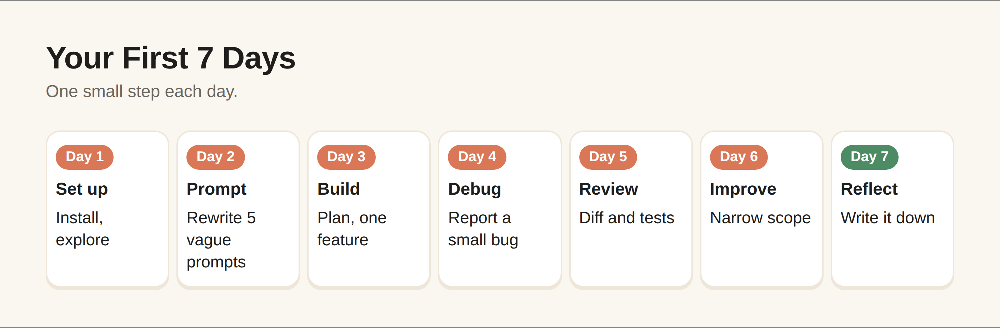 Your First 7 Days
One small step each day.
Day 1
Set up
Install,
explore
Day 2
Prompt
Rewrite 5
vague
prompts
Day 3
Build
Plan, one
feature
Day 4
Debug
Report a
small bug
Day 5
Review
Diff and tests
Day 6
Improve
Narrow scope
Day 7
Reflect
Write it down